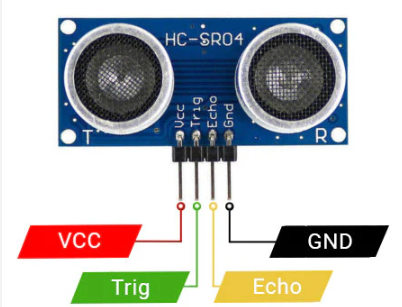 HC-SR04
Vcc
Trig
Echo
Gnd
T
R
VCC
GND
Trig
Echo